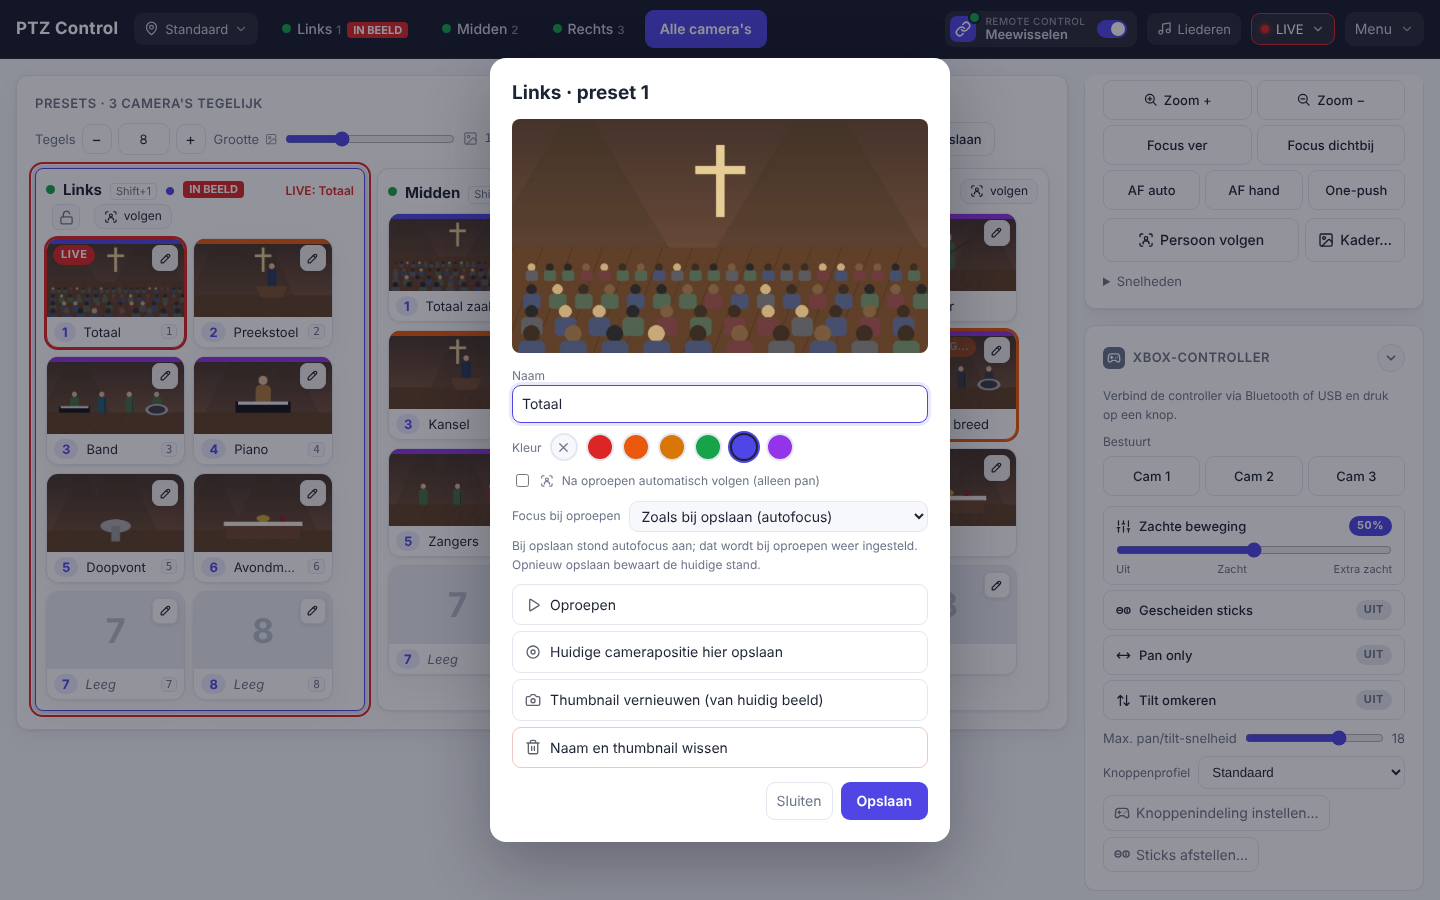 PTZ Control
Standaard
Links 1 IN BEELD
Midden 2
Rechts 3
Alle camera's
REMOTE CONTROL
Meewisselen
Liederen
LIVE
Menu
PRESETS · 3 CAMERA'S TEGELIJK
Tegels − 8 + Grootte
Links Shift+1 IN BEELD LIVE: Totaal
volgen
LIVE
1 Totaal 1
2 Preekstoel 2
3 Band 3
4 Piano 4
5 Doopvont 5
6 Avondm... 6
7
8
7 Leeg 7
8 Leeg 8
Midden
1 Totaal zaal
3 Kansel
5 Zangers
7
7 Leeg
slaan
volgen
breed
Links · preset 1
Naam
Totaal
Kleur
Na oproepen automatisch volgen (alleen pan)
Focus bij oproepen Zoals bij opslaan (autofocus)
Bij opslaan stond autofocus aan; dat wordt bij oproepen weer ingesteld.
Opnieuw opslaan bewaart de huidige stand.
Oproepen
Huidige camerapositie hier opslaan
Thumbnail vernieuwen (van huidig beeld)
Naam en thumbnail wissen
Sluiten
Opslaan
Zoom +
Zoom −
Focus ver
Focus dichtbij
AF auto
AF hand
One-push
Persoon volgen
Kader...
Snelheden
XBOX-CONTROLLER
Verbind de controller via Bluetooth of USB en druk
op een knop.
Bestuurt
Cam 1
Cam 2
Cam 3
Zachte beweging 50%
Uit Zacht Extra zacht
Gescheiden sticks UIT
Pan only UIT
Tilt omkeren UIT
Max. pan/tilt-snelheid 18
Knoppenprofiel Standaard
Knoppenindeling instellen...
Sticks afstellen...